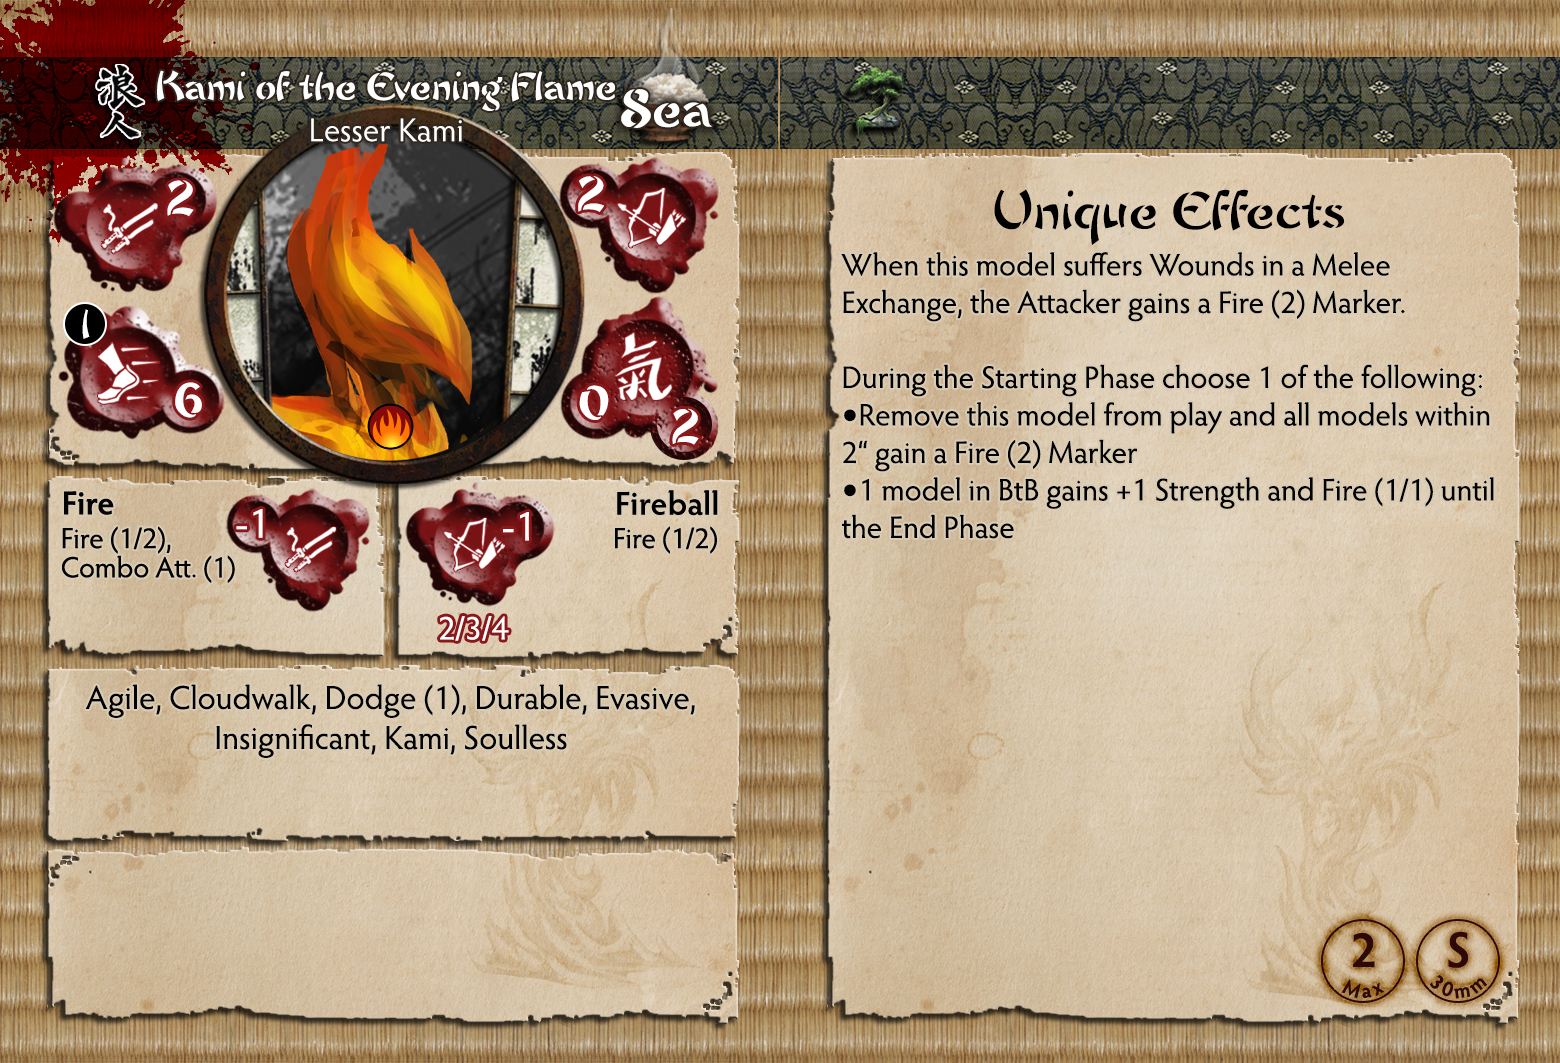 浪人
Kami of the Evening Flame
Sea
Lesser Kami
2
2
1
6
氣
0
2
Fire
Fire (1/2),
Combo Att. (1)
-1
-1
2/3/4
Fireball
Fire (1/2)
Agile, Cloudwalk, Dodge (1), Durable, Evasive,
Insignificant, Kami, Soulless
Unique Effects
When this model suffers Wounds in a Melee
Exchange, the Attacker gains a Fire (2) Marker.
During the Starting Phase choose 1 of the following:
•Remove this model from play and all models within
2“ gain a Fire (2) Marker
•1 model in BtB gains +1 Strength and Fire (1/1) until
the End Phase
2
Max
S
30mm